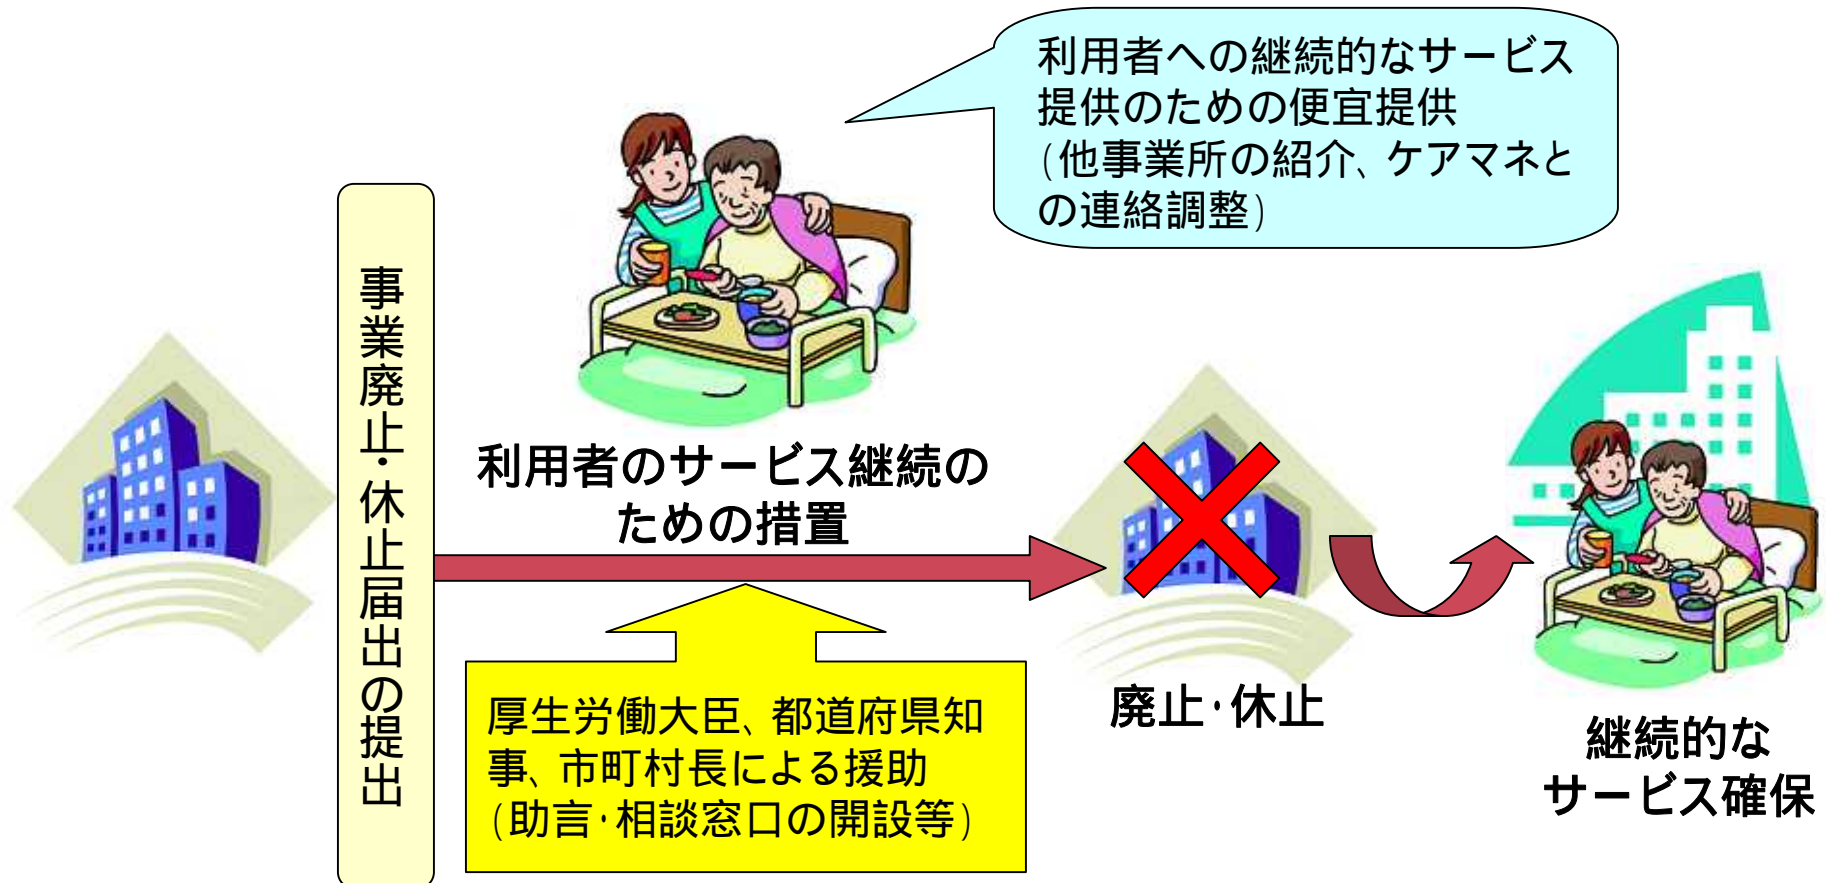 利用者への継続的なサービス
提供のための便宜提供
(他事業所の紹介、ケアマネと
の連絡調整)
事業廃止・休止届出の提出
利用者のサービス継続の
ための措置
厚生労働大臣、都道府県知
事、市町村長による援助
(助言・相談窓口の開設等)
廃止・休止
継続的な
サービス確保